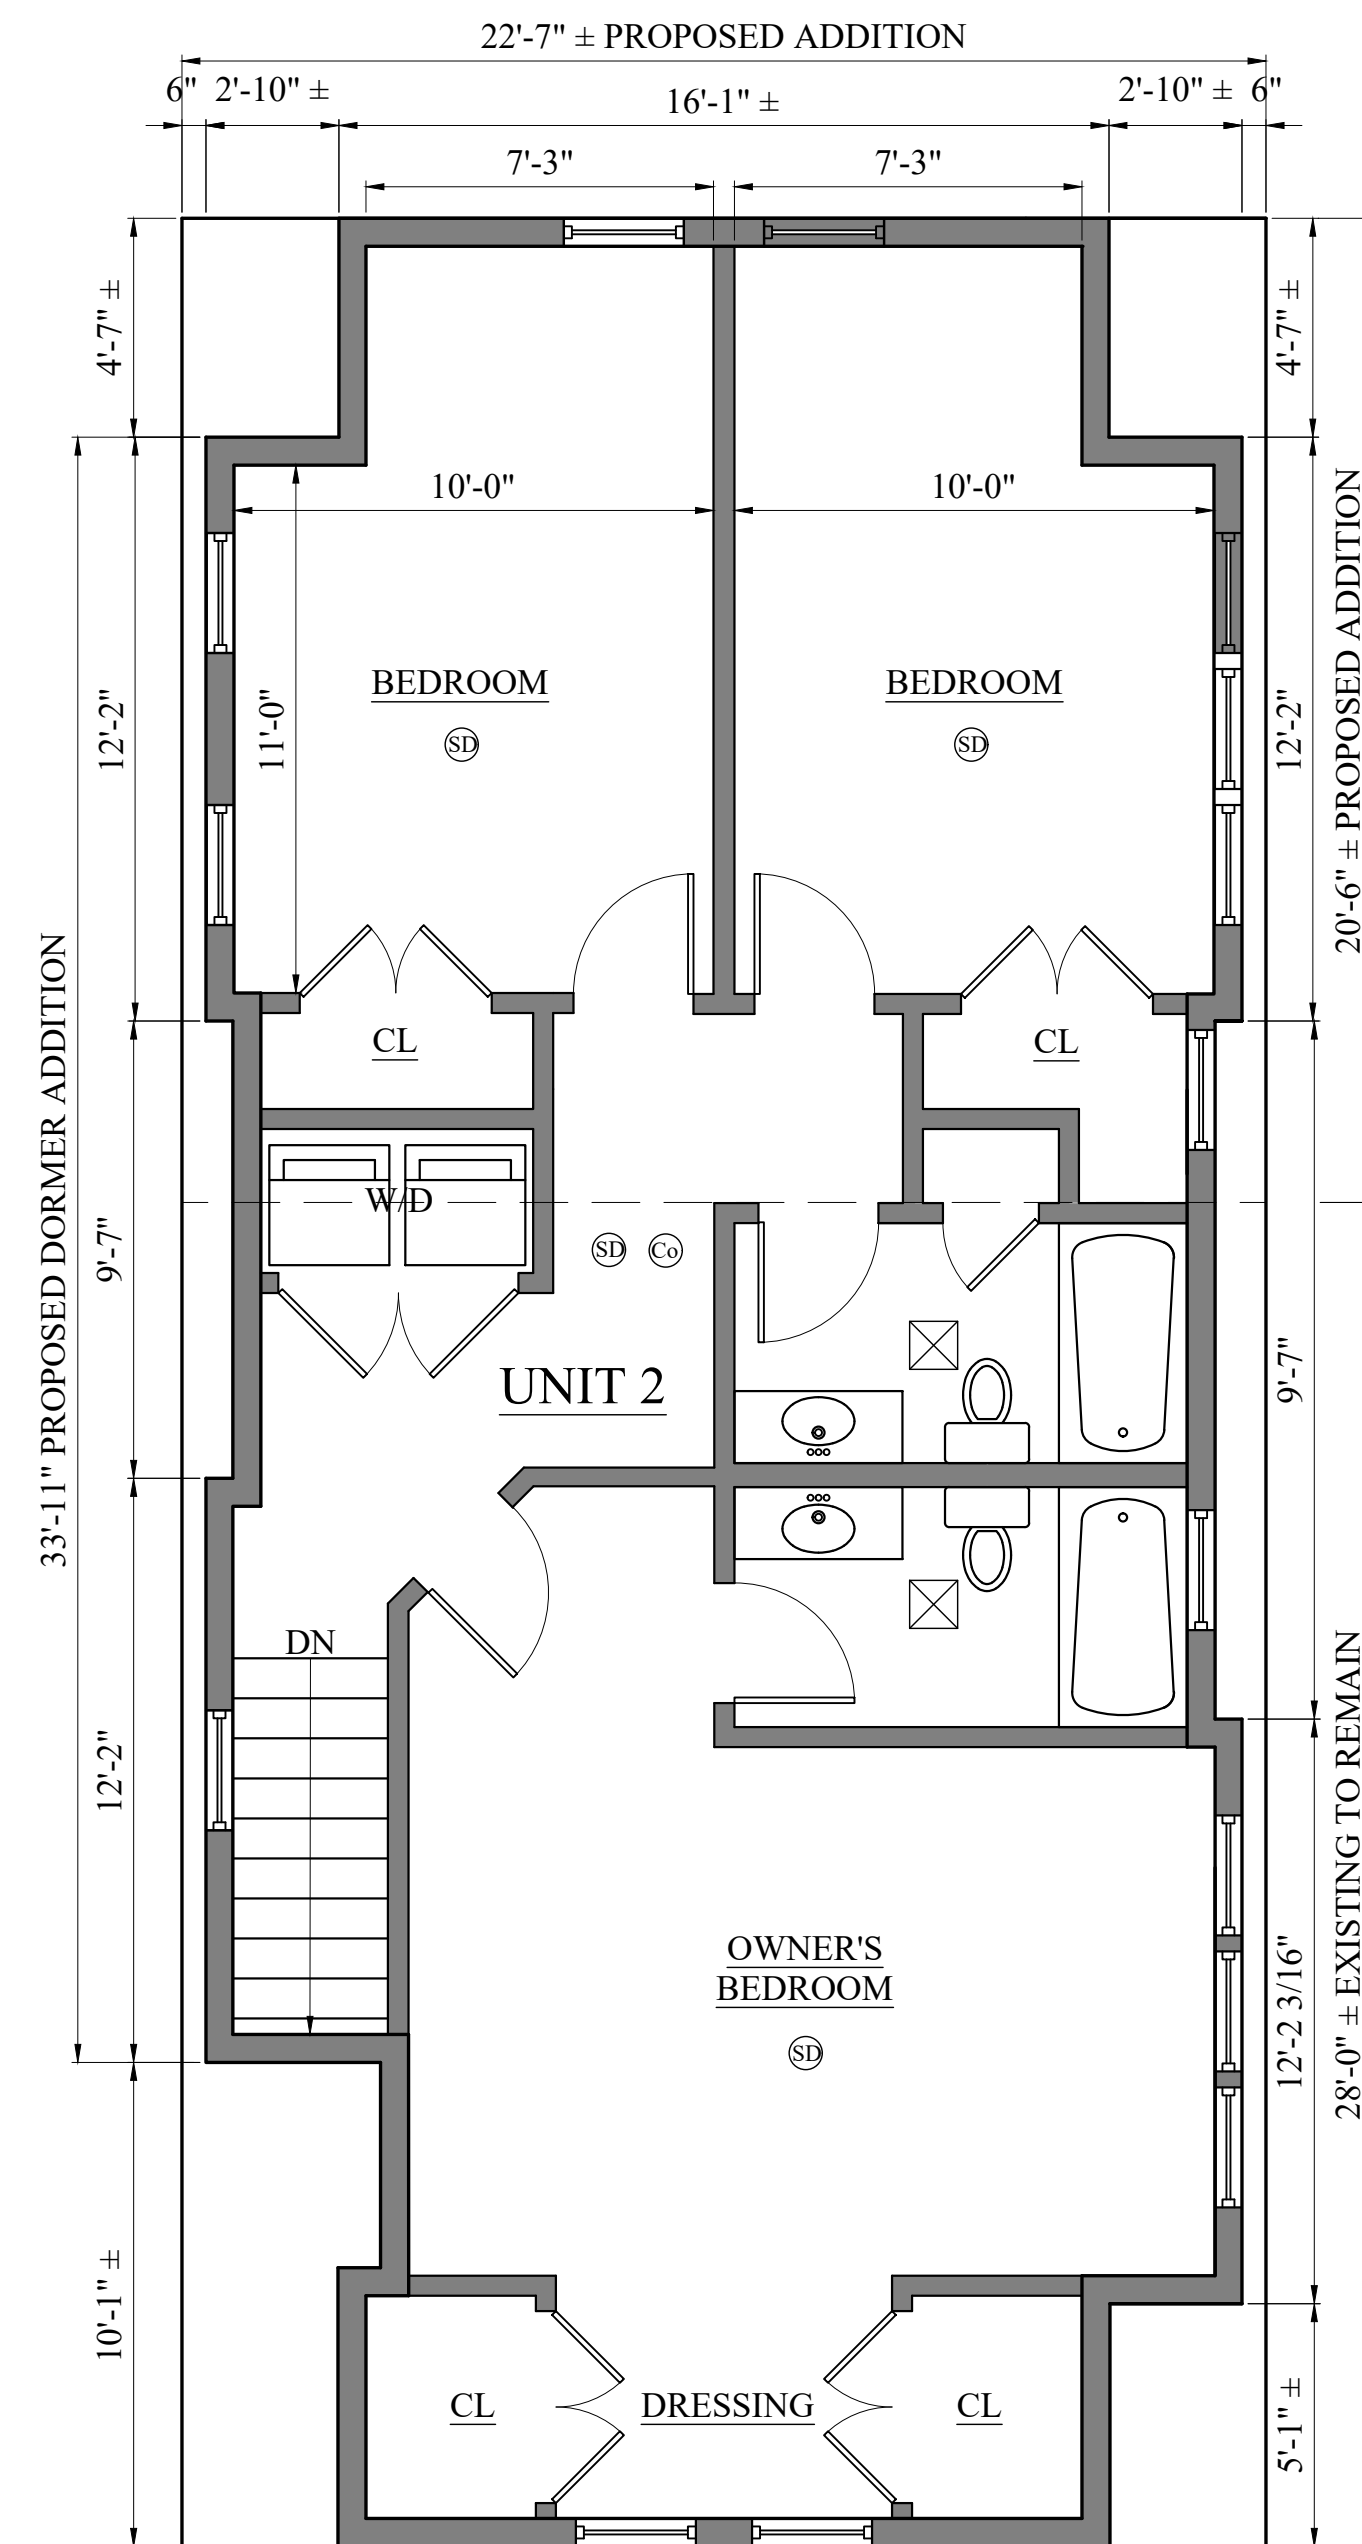 22'-7" ± PROPOSED ADDITION
6" 2'-10" ± 16'-1" ± 2'-10" ± 6"
7'-3" 7'-3"
4'-7" ± 4'-7" ±
10'-0" 10'-0"
20'-6" ± PROPOSED ADDITION
BEDROOM BEDROOM
12'-2" 11'-0" 12'-2"
SD SD
CL CL
33'-11" PROPOSED DORMER ADDITION
W/D
9'-7" SD Co
UNIT 2
9'-7"
DN
12'-2"
28'-0" ± EXISTING TO REMAIN
OWNER'S
BEDROOM
12'-2 3/16"
SD
10'-1" ±
CL DRESSING CL
5'-1" ±